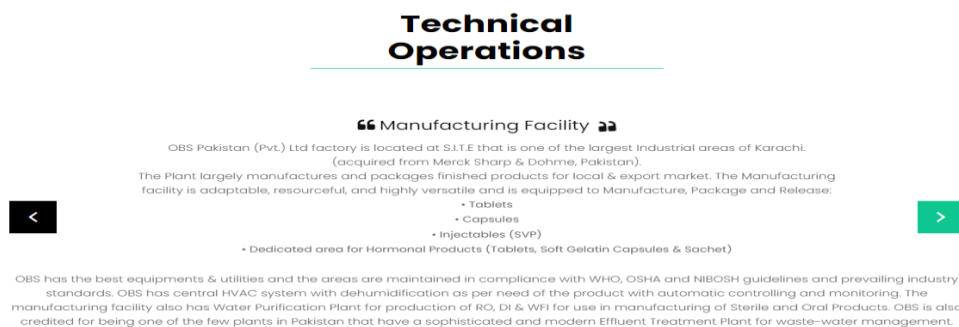 Technical
Operations
❝ Manufacturing Facility ❞
OBS Pakistan (Pvt.) Ltd factory is located at S.I.T.E that is one of the largest Industrial areas of Karachi.
(acquired from Merck Sharp & Dohme, Pakistan).
The Plant largely manufactures and packages finished products for local & export market. The Manufacturing
facility is adaptable, resourceful, and highly versatile and is equipped to Manufacture, Package and Release:
• Tablets
< >
• Capsules
• Injectables (SVP)
• Dedicated area for Hormonal Products (Tablets, Soft Gelatin Capsules & Sachet)
OBS has the best equipments & utilities and the areas are maintained in compliance with WHO, OSHA and NIBOSH guidelines and prevailing industry
standards. OBS has central HVAC system with dehumidification as per need of the product with automatic controlling and monitoring. The
manufacturing facility also has Water Purification Plant for production of RO, DI & WFI for use in manufacturing of Sterile and Oral Products. OBS is also
credited for being one of the few plants in Pakistan that have a sophisticated and modern Effluent Treatment Plant for waste-water management.